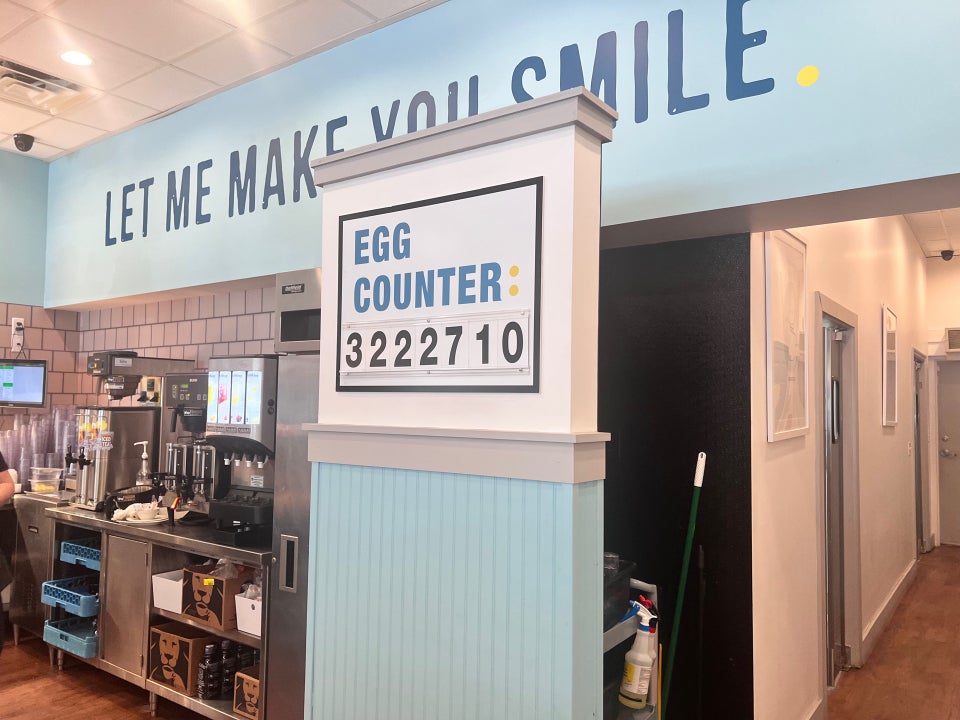 LET ME MAKE YOU SMILE.
EGG
COUNTER:
3222710